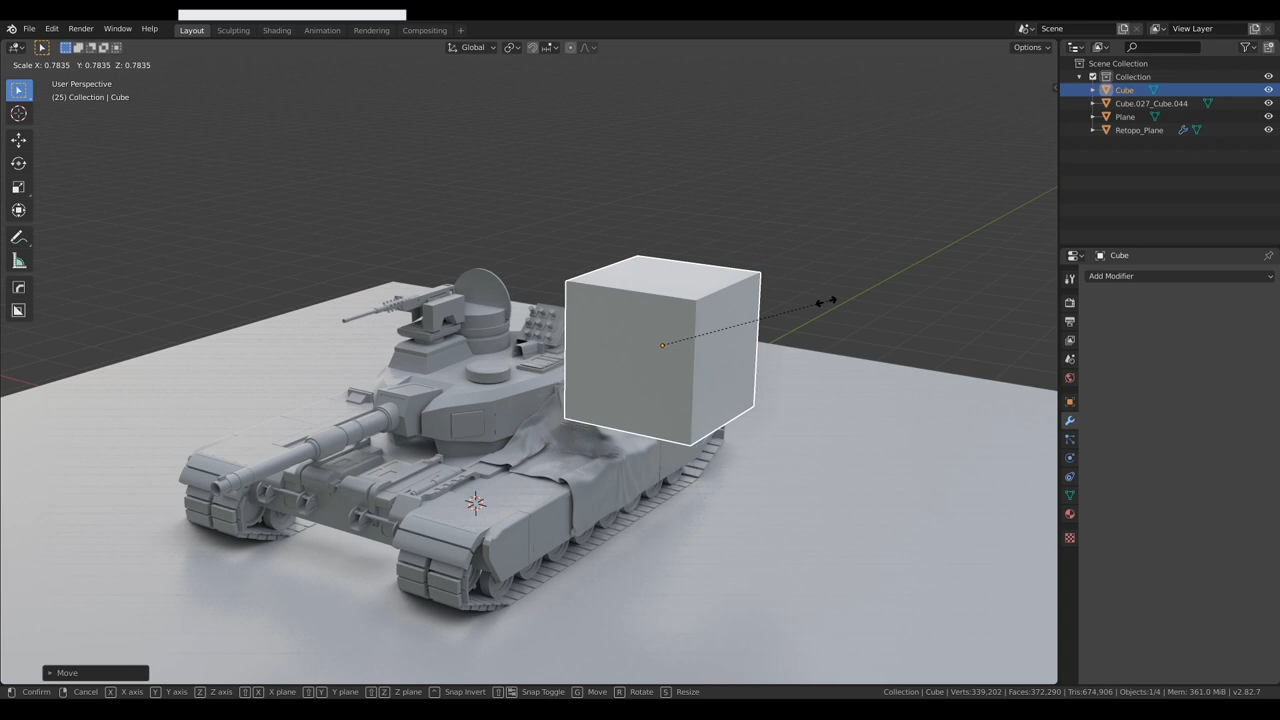 File Edit Render Window Help Layout Sculpting Shading Animation Rendering Compositing + Scene View Layer
Global Options
Scale X: 0.7835 Y: 0.7835 Z: 0.7835
User Perspective
(25) Collection | Cube
Scene Collection
Collection
Cube
Cube.027_Cube.044
Plane
Retopo_Plane
Cube
Add Modifier
Move
Confirm Cancel X X axis Y Y axis Z Z axis X X plane Y Y plane Z Z plane Snap Invert Snap Toggle G Move R Rotate S Resize Collection | Cube | Verts:339,202 | Faces:372,290 | Tris:674,906 | Objects:1/4 | Mem: 361.0 MiB | v2.82.7